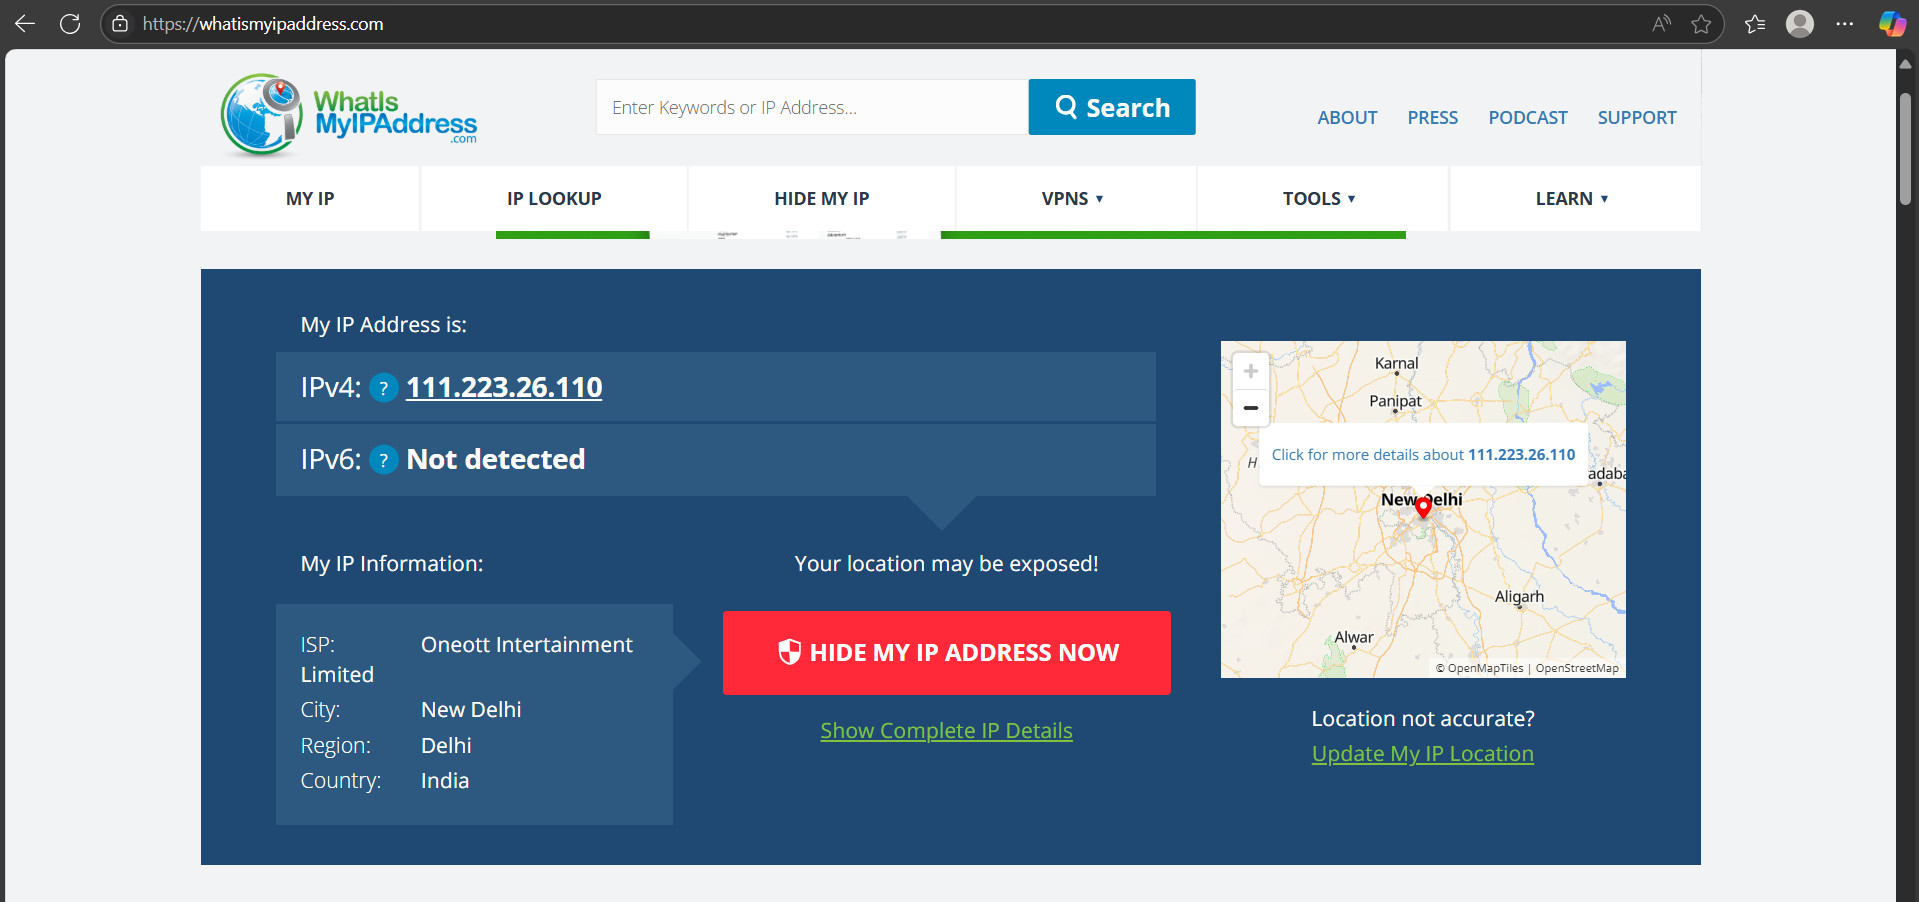 https://whatismyipaddress.com
WhatIs
MyIPAddress
.com
Enter Keywords or IP Address...
Search
ABOUT PRESS PODCAST SUPPORT
MY IP IP LOOKUP HIDE MY IP VPNS ▾ TOOLS ▾ LEARN ▾
My IP Address is:
IPv4: ? 111.223.26.110
IPv6: ? Not detected
Karnal
Panipat
Click for more details about 111.223.26.110
H
adaba
New Delhi
Aligarh
Alwar
© OpenMapTiles | OpenStreetMap
My IP Information:
ISP: Oneott Intertainment
Limited
City: New Delhi
Region: Delhi
Country: India
Your location may be exposed!
HIDE MY IP ADDRESS NOW
Show Complete IP Details
Location not accurate?
Update My IP Location